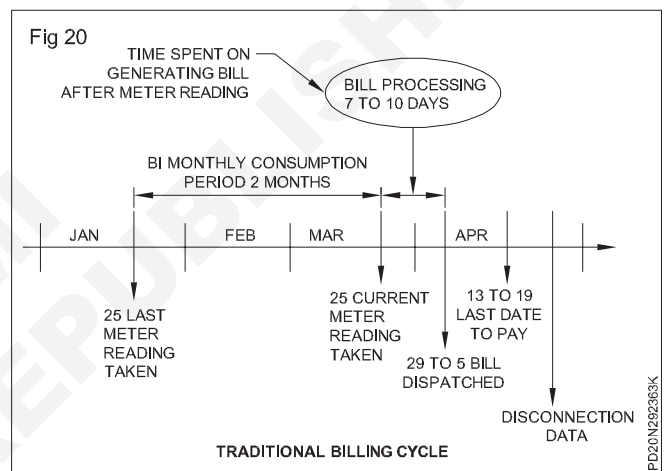 Fig 20
TIME SPENT ON
GENERATING BILL
AFTER METER READING
BILL PROCESSING
7 TO 10 DAYS
BI MONTHLY CONSUMPTION
PERIOD 2 MONTHS
JAN
FEB
MAR
APR
25 LAST
METER
READING
TAKEN
25 CURRENT
METER
READING
TAKEN
13 TO 19
LAST DATE
TO PAY
29 TO 5 BILL
DISPATCHED
DISCONNECTION
DATA
TRADITIONAL BILLING CYCLE
PD20N292363K